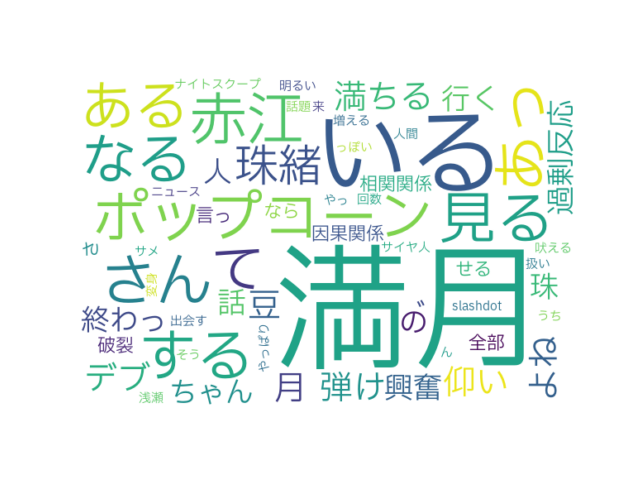 ナイトスクープ
明るい
ある
赤江
話題
来
満ちる
行く
あっ
過剰反応
増える
人間
いる
なる
人
珠緒
っぽい
相関関係
見る
ニュース
やっ
回数
ポップコーン
言っ
なら
因果関係
サイヤ人
吠える
さ
サメ
さん
て
変身
満月
せる
扱い
珠
話
豆
の
slashdot
うち
終わっ
出会す
やっぱり
破裂
する
そう
全部
ん
よね
デブ
ちゃん
月
弾け
興奮
仰い
浅瀬